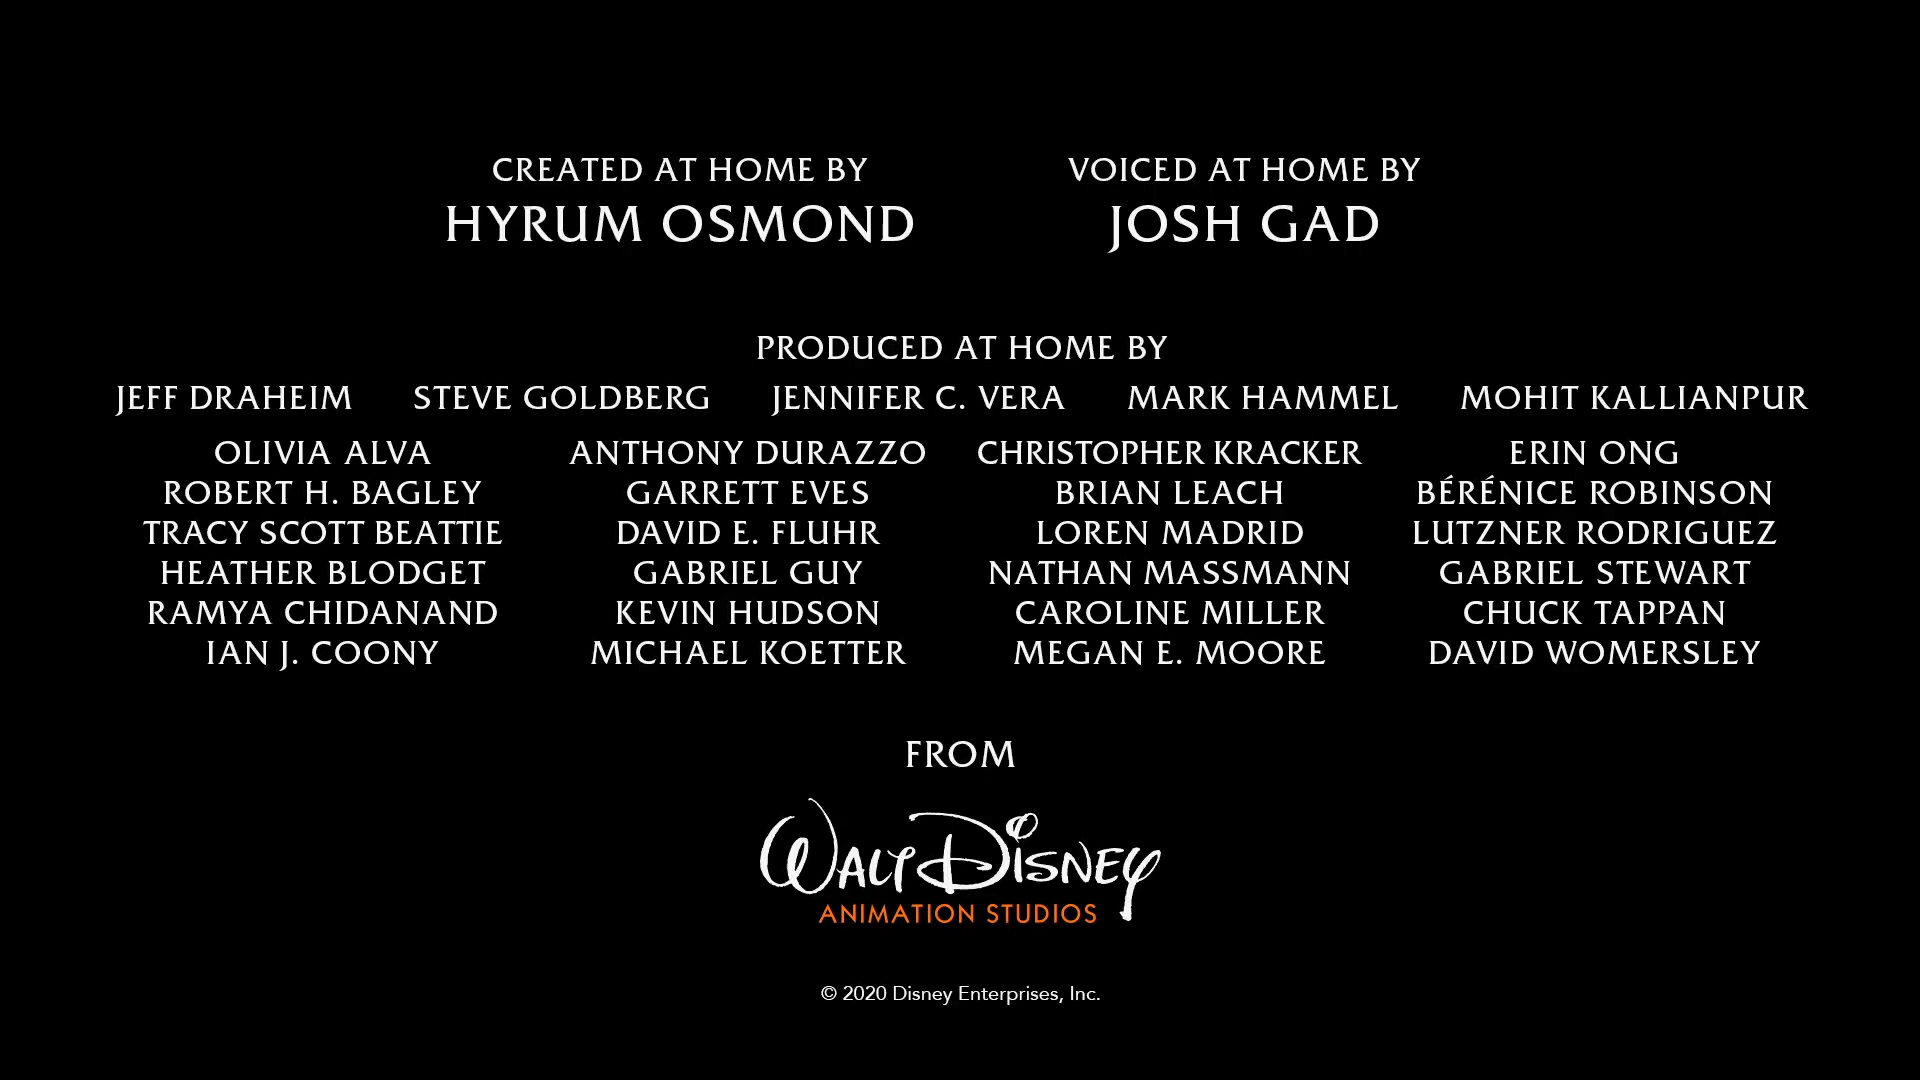 CREATED AT HOME BY VOICED AT HOME BY
HYRUM OSMOND JOSH GAD
PRODUCED AT HOME BY
JEFF DRAHEIM STEVE GOLDBERG JENNIFER C. VERA MARK HAMMEL MOHIT KALLIANPUR
OLIVIA ALVA ANTHONY DURAZZO CHRISTOPHER KRACKER ERIN ONG
ROBERT H. BAGLEY GARRETT EVES BRIAN LEACH BÉRÉNICE ROBINSON
TRACY SCOTT BEATTIE DAVID E. FLUHR LOREN MADRID LUTZNER RODRIGUEZ
HEATHER BLODGET GABRIEL GUY NATHAN MASSMANN GABRIEL STEWART
RAMYA CHIDANAND KEVIN HUDSON CAROLINE MILLER CHUCK TAPPAN
IAN J. COONY MICHAEL KOETTER MEGAN E. MOORE DAVID WOMERSLEY
FROM
WALT DISNEY
ANIMATION STUDIOS
© 2020 Disney Enterprises, Inc.